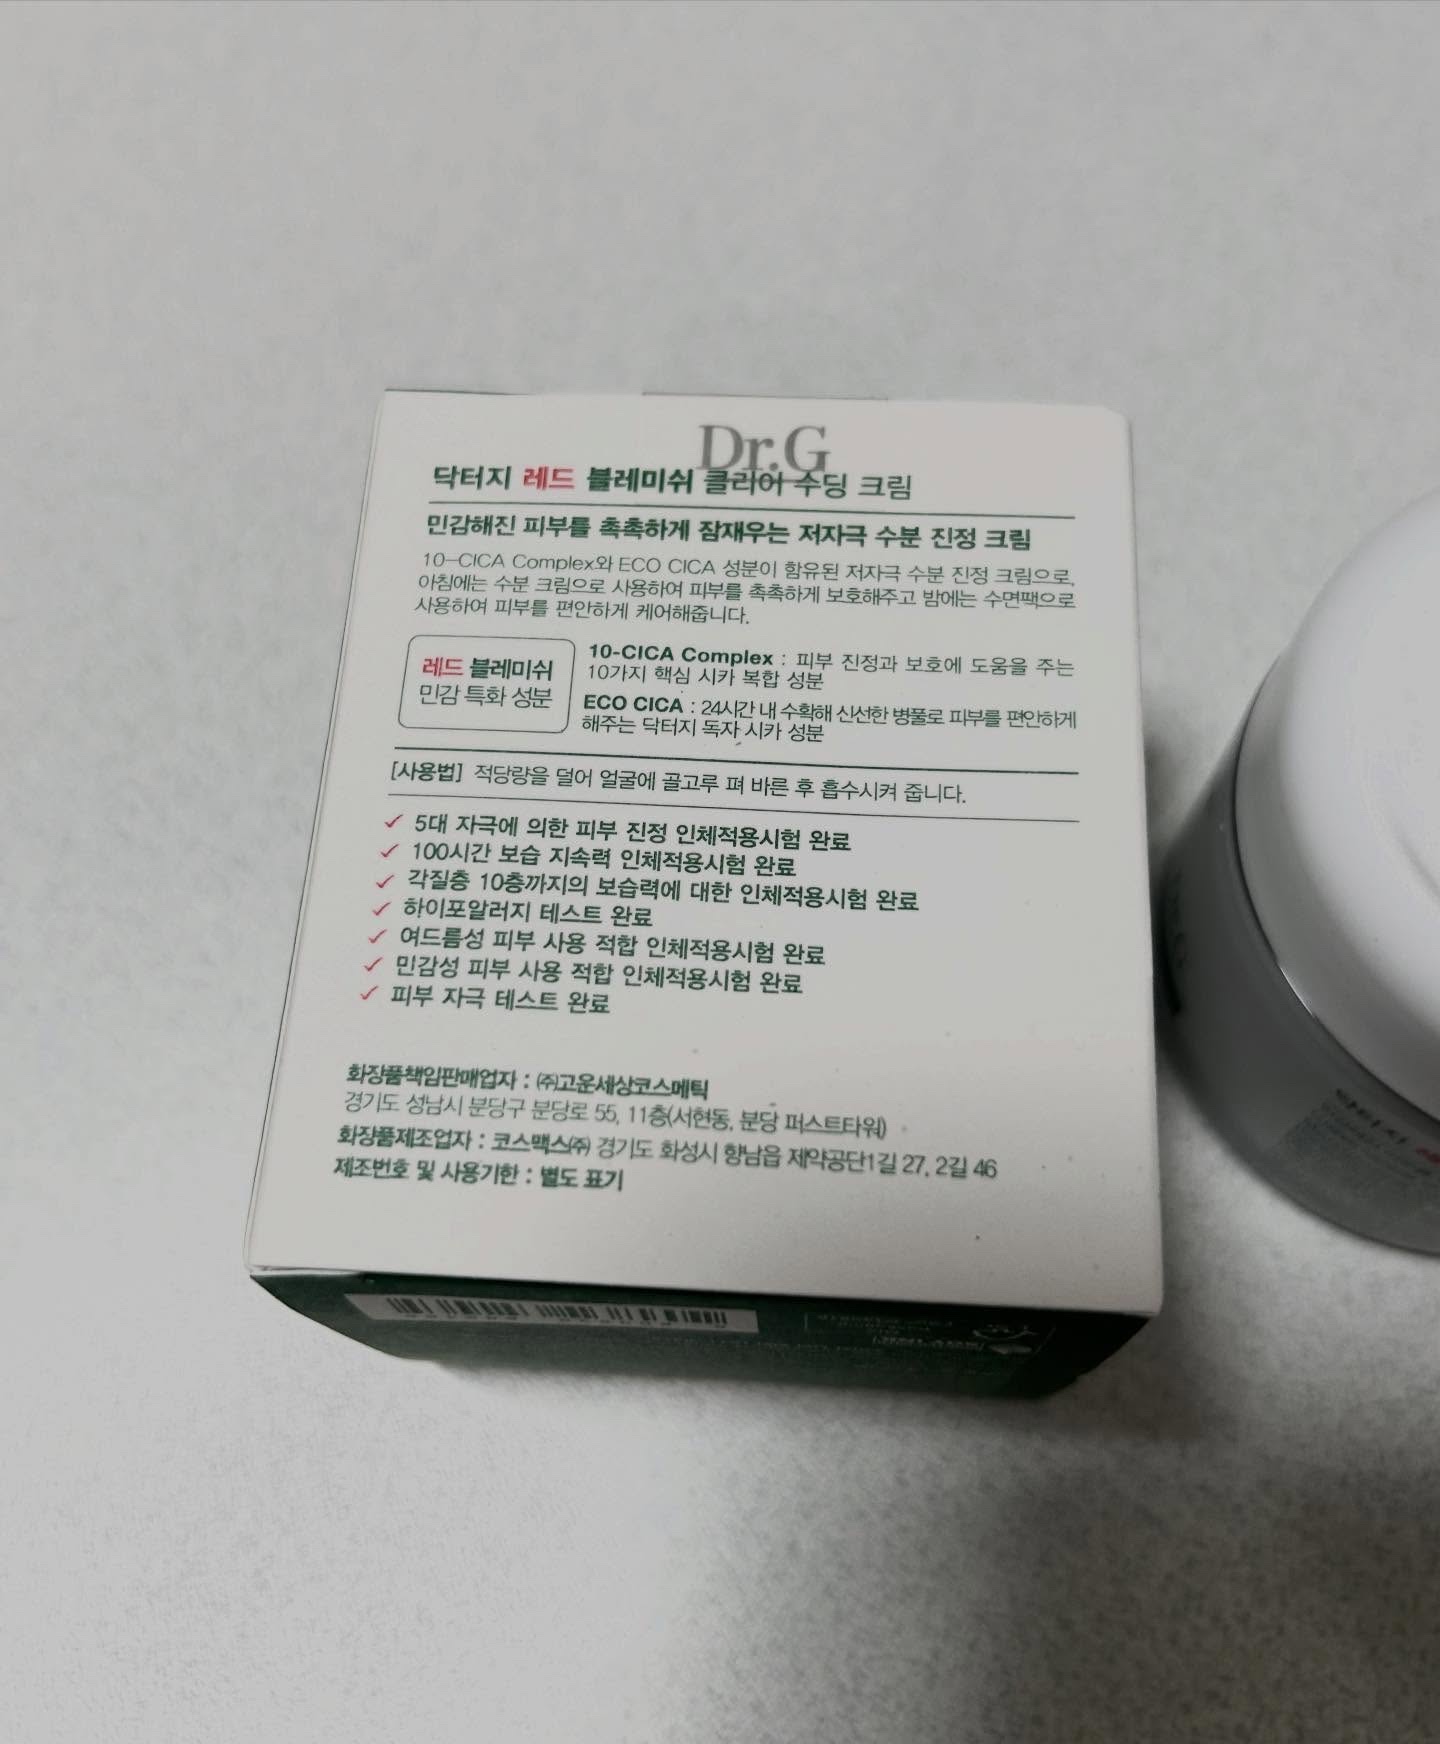 Dr.G
닥터지 레드 블레미쉬 클리어 수딩 크림
민감해진 피부를 촉촉하게 잠재우는 저자극 수분 진정 크림
10-CICA Complex와 ECO CICA 성분이 함유된 저자극 수분 진정 크림으로,
아침에는 수분 크림으로 사용하여 피부를 촉촉하게 보호해주고 밤에는 수면팩으로
사용하여 피부를 편안하게 케어해줍니다.
레드 블레미쉬
민감 특화 성분
10-CICA Complex : 피부 진정과 보호에 도움을 주는
10가지 핵심 시카 복합 성분
ECO CICA : 24시간 내 수확해 신선한 병풀로 피부를 편안하게
해주는 닥터지 독자 시카 성분
[사용법] 적당량을 덜어 얼굴에 골고루 펴 바른 후 흡수시켜 줍니다.
✓ 5대 자극에 의한 피부 진정 인체적용시험 완료
✓ 100시간 보습 지속력 인체적용시험 완료
✓ 각질층 10층까지의 보습력에 대한 인체적용시험 완료
✓ 하이포알러지 테스트 완료
✓ 여드름성 피부 사용 적합 인체적용시험 완료
✓ 민감성 피부 사용 적합 인체적용시험 완료
✓ 피부 자극 테스트 완료
화장품책임판매업자 : ㈜고운세상코스메틱
경기도 성남시 분당구 분당로 55, 11층(서현동, 분당 퍼스트타워)
화장품제조업자 : 코스맥스㈜ 경기도 화성시 향남읍 제약공단1길 27, 2길 46
제조번호 및 사용기한 : 별도 표기